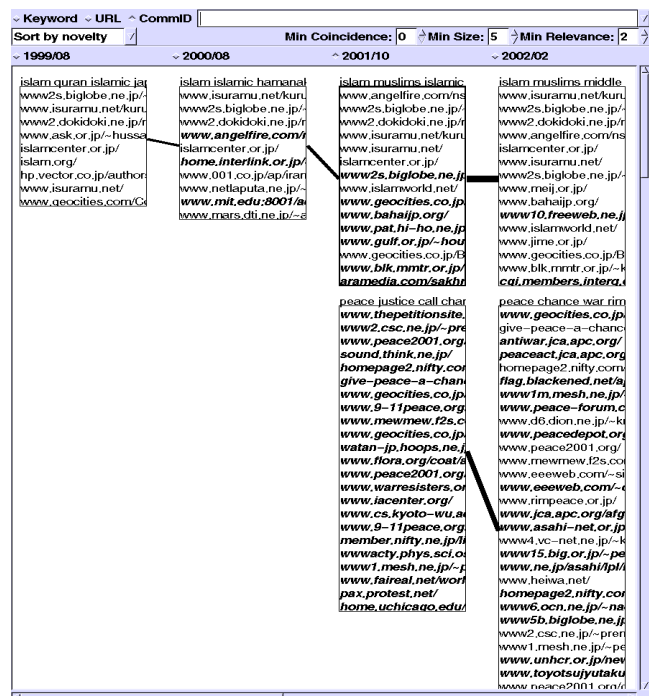 Keyword URL CommID
Sort by novelty Min Coincidence: 0 Min Size: 5 Min Relevance: 2
1999/08 2000/08 2001/10 2002/02
islam quran islamic jap
www2s.biglobe.ne.jp/r
www.isuramu.net/kuru
www2.dokidoki.ne.jp/r
www.ask.or.jp/~hussa
islamcenter.or.jp/
islam.org/
hp.vector.co.jp/author
www.isuramu.net/
www.geocities.com/Co
islam islamic hamanak
www.isuramu.net/kuru
www2s.biglobe.ne.jp/~
www2.dokidoki.ne.jp/r
www.angelfire.com/r
islamcenter.or.jp/
home.interlink.or.jp/
www.001.co.jp/ap/iran
www.netlaputa.ne.jp/~
www.mit.edu:8001/a
www.mars.dti.ne.jp/~a
islam muslims islamic
www.angelfire.com/ns
www2s.biglobe.ne.jp/~
www2.dokidoki.ne.jp/r
www.isuramu.net/kuru
www.isuramu.net/
islamcenter.or.jp/
www2s.biglobe.ne.jp
www.islamworld.net/
www.geocities.co.jp
www.bahaijp.org/
www.pat.hi-ho.ne.jp
www.gulf.or.jp/~hou
www.geocities.co.jp/B
www.blk.mmtr.or.jp/
aramedia.com/sakhr
peace justice call char
www.thepetitionsite.
www2.csc.ne.jp/~pre
www.peace2001.org
sound.think.ne.jp/
homepage2.nifty.cor
give-peace-a-chan
www.geocities.co.jp
www.9-11peace.org
www.mewmew.f2s.c
www.geocities.co.jp
watan-jp.hoops.ne.j
www.flora.org/coat/s
www.peace2001.org
www.warresisters.or
www.iacenter.org/
www.cs.kyoto-wu.a
www.9-11peace.org
member.nifty.ne.jp/li
wwwacty.phys.sci.o
www1.mesh.ne.jp/~p
www.faireal.net/worl
pax.protest.net/
home.uchicago.edu/
islam muslims middle
www.isuramu.net/kuru
www2s.biglobe.ne.jp/~
www2.dokidoki.ne.jp/r
www.angelfire.com/ns
islamcenter.or.jp/
www.isuramu.net/
www2s.biglobe.ne.jp/~
www.meij.or.jp/
www.bahaijp.org/
www10.freeweb.ne.jp
www.islamworld.net/
www.jime.or.jp/
www.geocities.co.jp/B
www.blk.mmtr.or.jp/~k
cgi.members.interq.o
peace chance war rim
www.geocities.co.jp
give-peace-a-chanc
antiwar.jca.apc.org/
peaceact.jca.apc.org
homepage2.nifty.com/
flag.blackened.net/a
www1m.mesh.ne.jp/
www.peace-forum.c
www.d6.dion.ne.jp/~k
www.peacedepot.org
www.peace2001.org/
www.mewmew.f2s.co
www.eeeweb.com/~si
www.eeeweb.com/~
www.rimpeace.or.jp/
www.jca.apc.org/afg
www.asahi-net.or.jp
www4.vc-net.ne.jp/~k
www15.big.or.jp/~pe
www.ne.jp/asahi/lpl/
www.heiwa.net/
homepage2.nifty.cor
www6.ocn.ne.jp/~na
www5b.biglobe.ne.jp
www2.csc.ne.jp/~pren
www1.mesh.ne.jp/~pe
www.unhcr.or.jp/nev
www.toyotsujyutaku
www.peace2001.org/